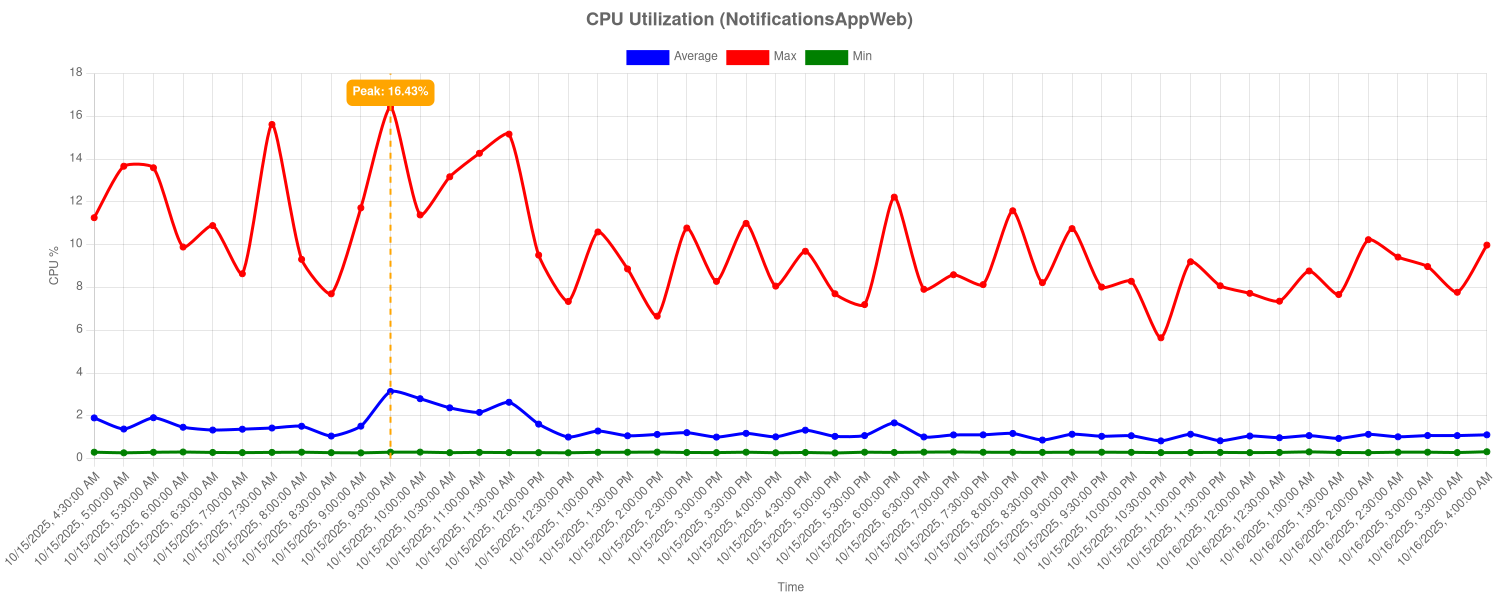 CPU Utilization (NotificationsAppWeb)
Average Max Min
18
Peak: 16.43%
16
14
12
10
8
6
4
2
0
CPU %
10/15/2025, 4:30:00 AM
10/15/2025, 5:00:00 AM
10/15/2025, 5:30:00 AM
10/15/2025, 6:00:00 AM
10/15/2025, 6:30:00 AM
10/15/2025, 7:00:00 AM
10/15/2025, 7:30:00 AM
10/15/2025, 8:00:00 AM
10/15/2025, 8:30:00 AM
10/15/2025, 9:00:00 AM
10/15/2025, 9:30:00 AM
10/15/2025, 10:00:00 AM
10/15/2025, 10:30:00 AM
10/15/2025, 11:00:00 AM
10/15/2025, 11:30:00 AM
10/15/2025, 12:00:00 PM
10/15/2025, 12:30:00 PM
10/15/2025, 1:00:00 PM
10/15/2025, 1:30:00 PM
10/15/2025, 2:00:00 PM
10/15/2025, 2:30:00 PM
10/15/2025, 3:00:00 PM
10/15/2025, 3:30:00 PM
10/15/2025, 4:00:00 PM
10/15/2025, 4:30:00 PM
10/15/2025, 5:00:00 PM
10/15/2025, 5:30:00 PM
10/15/2025, 6:00:00 PM
10/15/2025, 6:30:00 PM
10/15/2025, 7:00:00 PM
10/15/2025, 7:30:00 PM
10/15/2025, 8:00:00 PM
10/15/2025, 8:30:00 PM
10/15/2025, 9:00:00 PM
10/15/2025, 9:30:00 PM
10/15/2025, 10:00:00 PM
10/15/2025, 10:30:00 PM
10/15/2025, 11:00:00 PM
10/15/2025, 11:30:00 PM
10/16/2025, 12:00:00 AM
10/16/2025, 12:30:00 AM
10/16/2025, 1:00:00 AM
10/16/2025, 1:30:00 AM
10/16/2025, 2:00:00 AM
10/16/2025, 2:30:00 AM
10/16/2025, 3:00:00 AM
10/16/2025, 3:30:00 AM
10/16/2025, 4:00:00 AM
Time